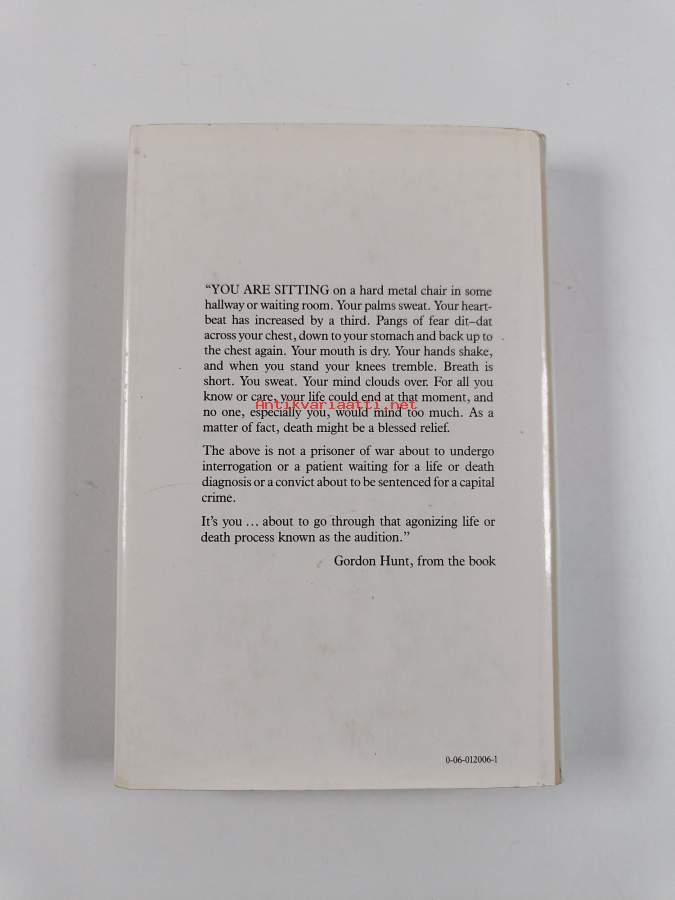 “YOU ARE SITTING on a hard metal chair in some
hallway or waiting room. Your palms sweat. Your heart-
beat has increased by a third. Pangs of fear dit–dat
across your chest, down to your stomach and back up to
the chest again. Your mouth is dry. Your hands shake,
and when you stand your knees tremble. Breath is
short. You sweat. Your mind clouds over. For all you
know or care, your life could end at that moment, and
Antikvariaatti.net
no one, especially you, would mind too much. As a
matter of fact, death might be a blessed relief.
The above is not a prisoner of war about to undergo
interrogation or a patient waiting for a life or death
diagnosis or a convict about to be sentenced for a capital
crime.
It’s you ... about to go through that agonizing life or
death process known as the audition.”
Gordon Hunt, from the book
0-06-012006-1